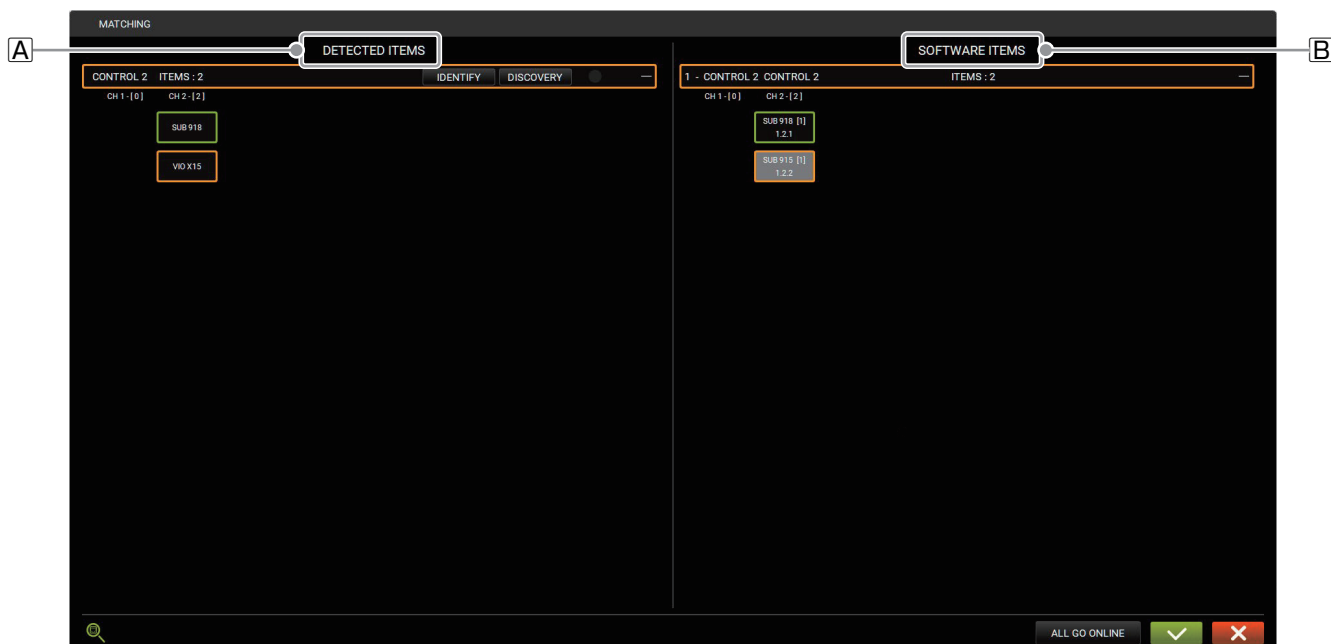 MATCHING
A
DETECTED ITEMS
SOFTWARE ITEMS
B
CONTROL 2 ITEMS : 2 IDENTIFY DISCOVERY
CH 1 - [ 0 ] CH 2 - [ 2 ]
SUB 918
VIO X15
1 - CONTROL 2 CONTROL 2 ITEMS : 2
CH 1 - [ 0 ] CH 2 - [ 2 ]
SUB 918 [1]
1.2.1
SUB 915 [1]
1.2.2
ALL GO ONLINE